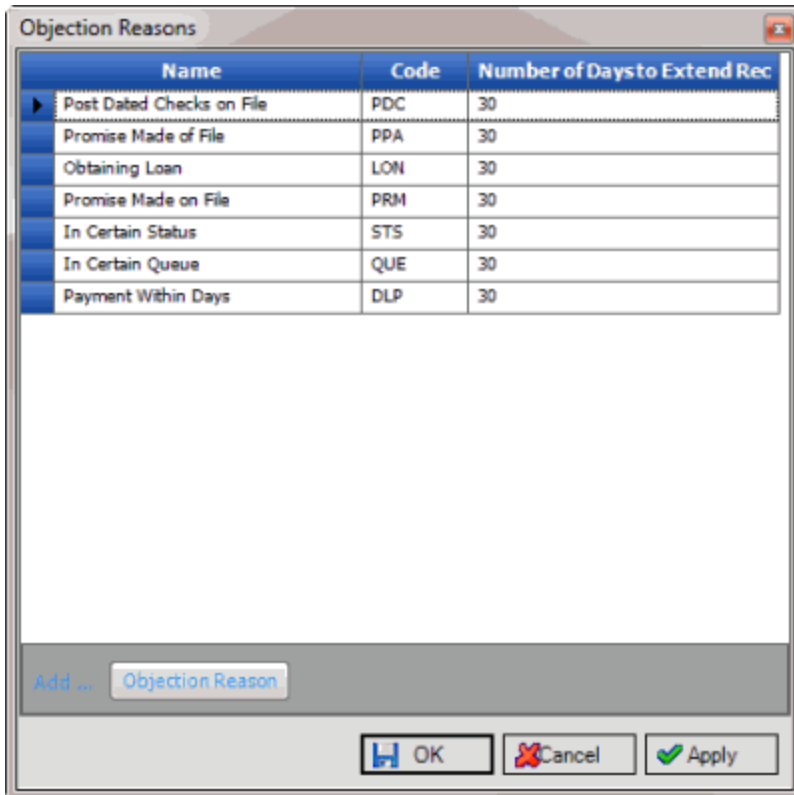 Objection Reasons
Name Code Number of Days to Extend Rec
Post Dated Checks on File PDC 30
Promise Made of File PPA 30
Obtaining Loan LON 30
Promise Made on File PRM 30
In Certain Status STS 30
In Certain Queue QUE 30
Payment Within Days DLP 30
Add ... Objection Reason
OK Cancel Apply